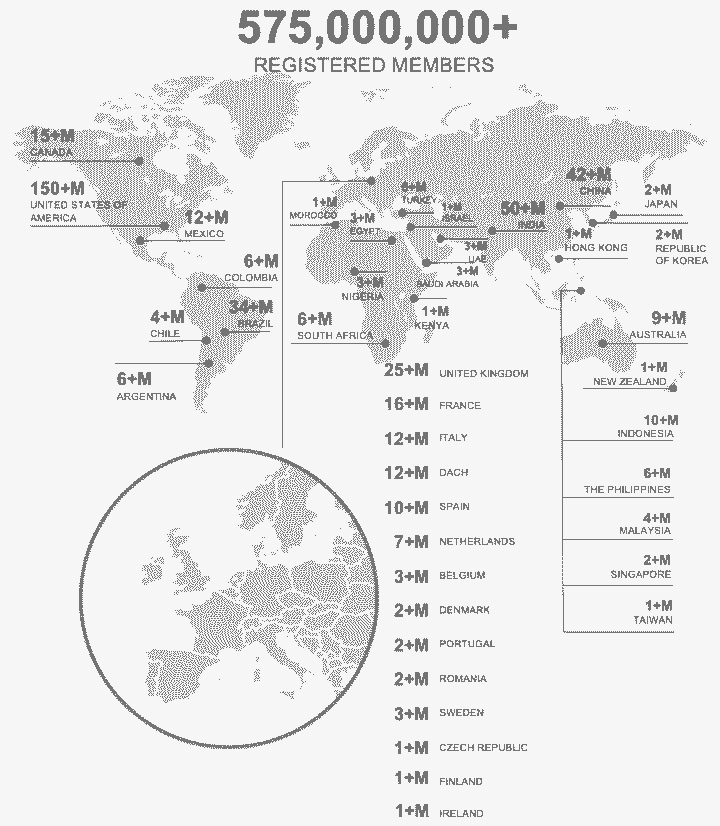 575,000,000+
REGISTERED MEMBERS
15+M
CANADA
150+M
UNITED STATES OF
AMERICA
12+M
MEXICO
6+M
COLOMBIA
34+M
BRAZIL
4+M
CHILE
6+M
ARGENTINA
1+M
MOROCCO
3+M
EGYPT
6+M
TURKEY
1+M
ISRAEL
3+M
UAE
3+M
SAUDI ARABIA
3+M
NIGERIA
1+M
KENYA
6+M
SOUTH AFRICA
50+M
INDIA
42+M
CHINA
2+M
JAPAN
1+M
HONG KONG
2+M
REPUBLIC
OF KOREA
9+M
AUSTRALIA
1+M
NEW ZEALAND
10+M
INDONESIA
6+M
THE PHILIPPINES
4+M
MALAYSIA
2+M
SINGAPORE
1+M
TAIWAN
25+M UNITED KINGDOM
16+M FRANCE
12+M ITALY
12+M DACH
10+M SPAIN
7+M NETHERLANDS
3+M BELGIUM
2+M DENMARK
2+M PORTUGAL
2+M ROMANIA
3+M SWEDEN
1+M CZECH REPUBLIC
1+M FINLAND
1+M IRELAND